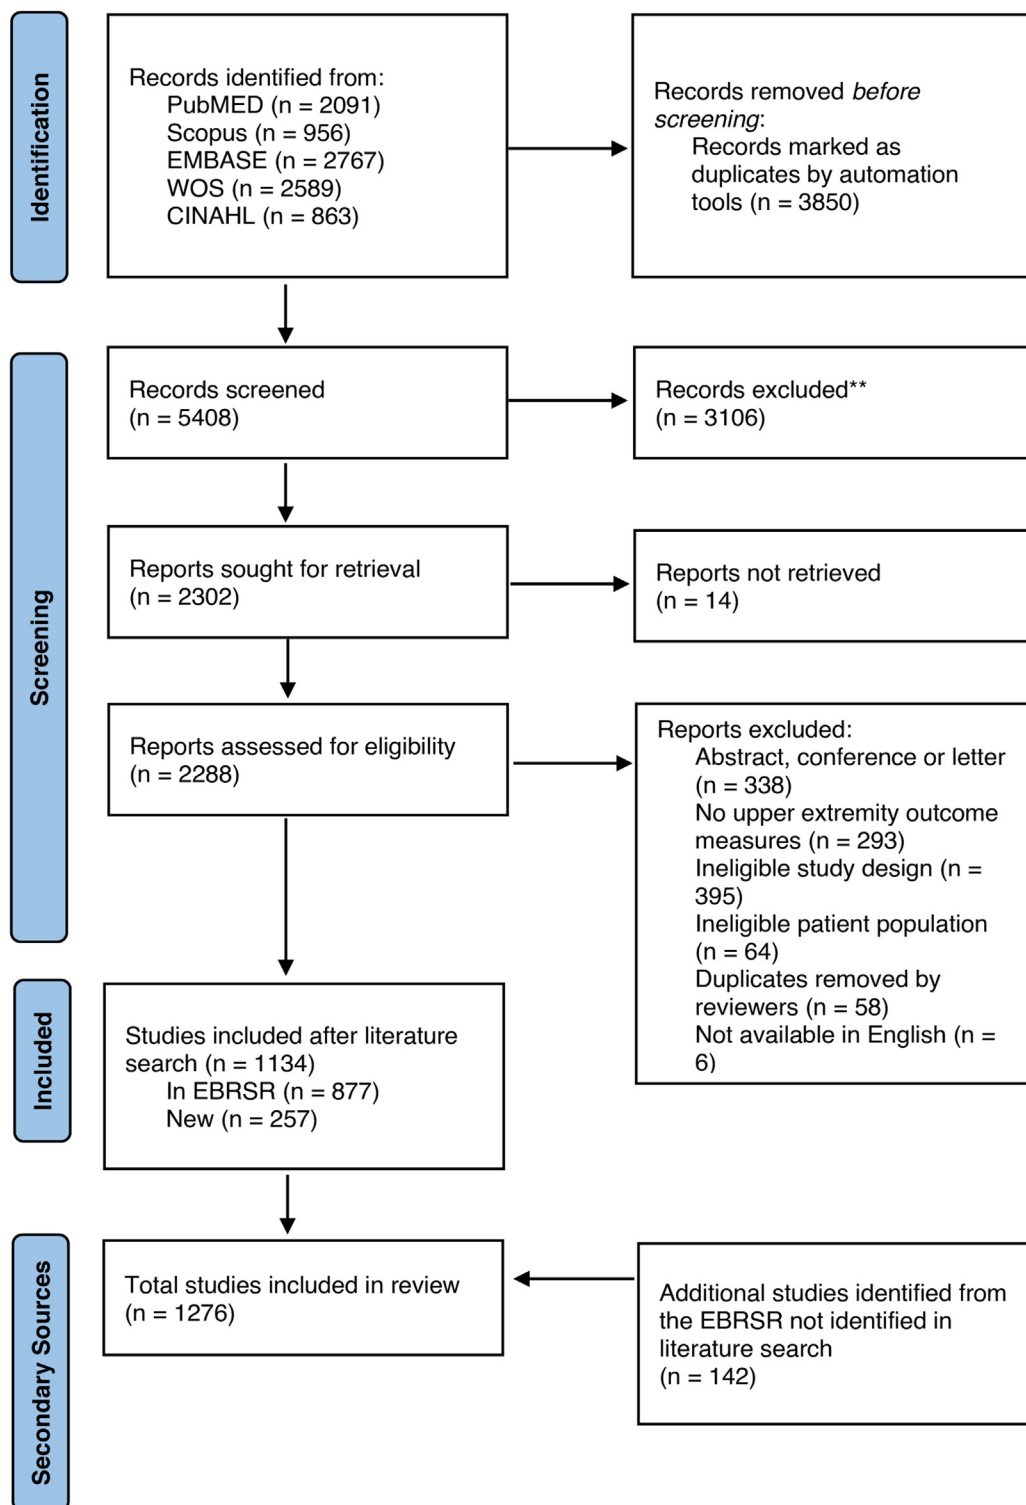 Identification
Records identified from:
PubMED (n = 2091)
Scopus (n = 956)
EMBASE (n = 2767)
WOS (n = 2589)
CINAHL (n = 863)
Records removed before
screening:
Records marked as
duplicates by automation
tools (n = 3850)
Screening
Records screened
(n = 5408)
Records excluded**
(n = 3106)
Reports sought for retrieval
(n = 2302)
Reports not retrieved
(n = 14)
Reports assessed for eligibility
(n = 2288)
Reports excluded:
Abstract, conference or letter
(n = 338)
No upper extremity outcome
measures (n = 293)
Ineligible study design (n =
395)
Ineligible patient population
(n = 64)
Duplicates removed by
reviewers (n = 58)
Not available in English (n =
6)
Included
Studies included after literature
search (n = 1134)
In EBRSR (n = 877)
New (n = 257)
Secondary Sources
Total studies included in review
(n = 1276)
Additional studies identified from
the EBRSR not identified in
literature search
(n = 142)